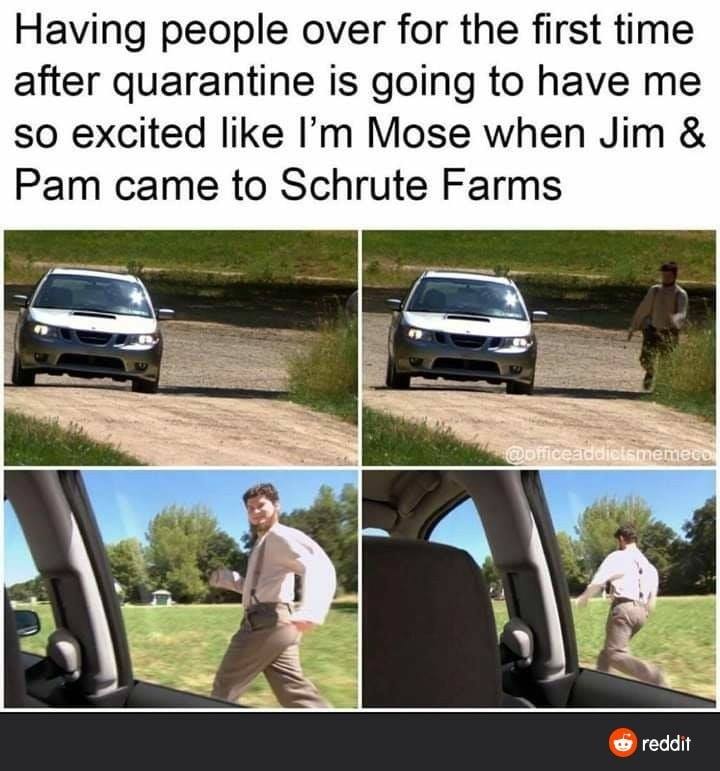 Having people over for the first time
after quarantine is going to have me
so excited like I'm Mose when Jim &
Pam came to Schrute Farms
@officeaddictsmemeco
reddit